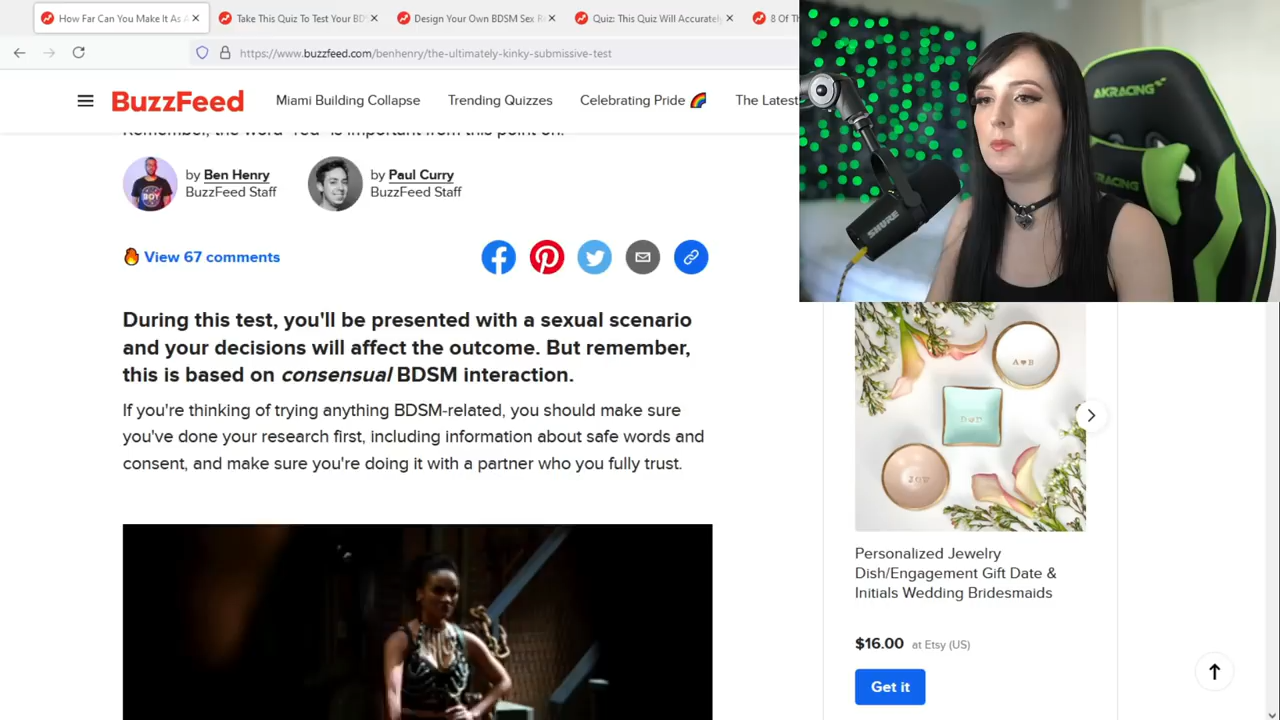 How Far Can You Make It As A
Take This Quiz To Test Your BD
Design Your Own BDSM Sex R
Quiz: This Quiz Will Accurately
8 Of Th
https://www.buzzfeed.com/benhenry/the-ultimately-kinky-submissive-test
BuzzFeed
Miami Building Collapse
Trending Quizzes
Celebrating Pride 🌈
The Latest
Remember, the word "red" is important from this point on.
by Ben Henry
BuzzFeed Staff
by Paul Curry
BuzzFeed Staff
🔥 View 67 comments
During this test, you'll be presented with a sexual scenario
and your decisions will affect the outcome. But remember,
this is based on consensual BDSM interaction.
If you're thinking of trying anything BDSM-related, you should make sure
you've done your research first, including information about safe words and
consent, and make sure you're doing it with a partner who you fully trust.
AKRACING
RACING
SHURE
BOY
A♥B
Personalized Jewelry
Dish/Engagement Gift Date &
Initials Wedding Bridesmaids
$16.00 at Etsy (US)
Get it